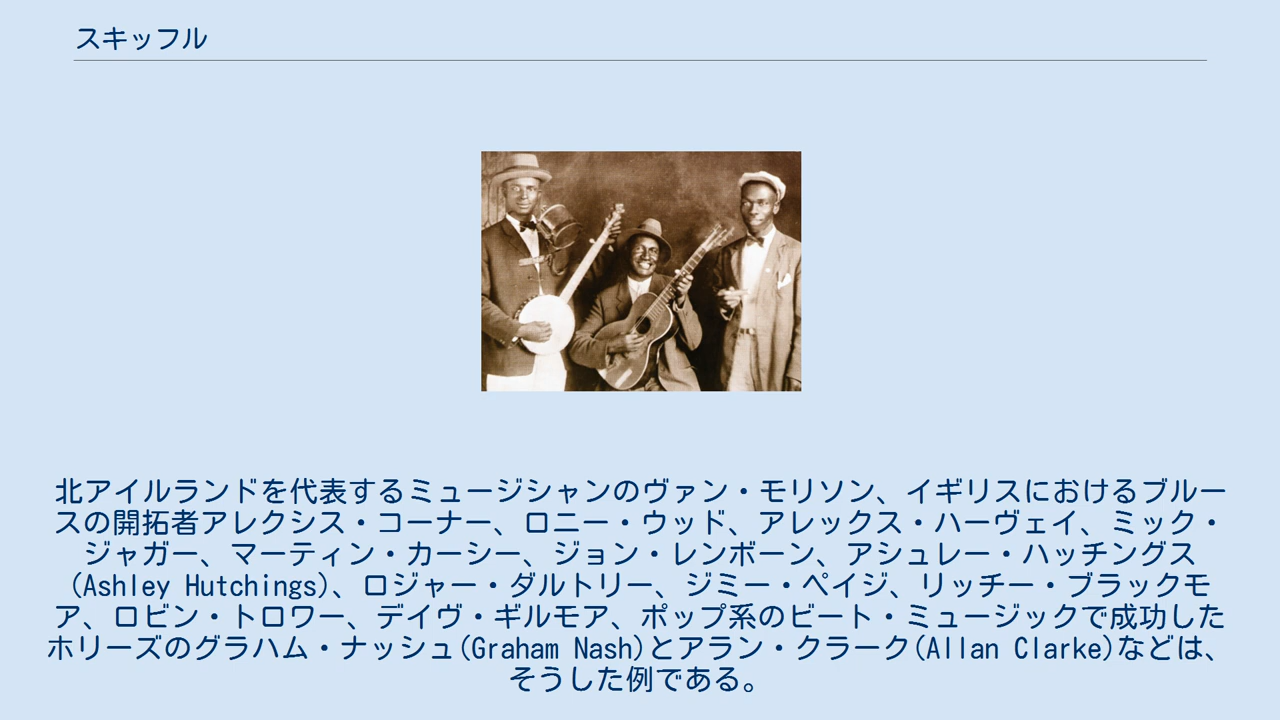 スキッフル
北アイルランドを代表するミュージシャンのヴァン・モリソン、イギリスにおけるブルー
スの開拓者アレクシス・コーナー、ロニー・ウッド、アレックス・ハーヴェイ、ミック・
ジャガー、マーティン・カーシー、ジョン・レンボーン、アシュレー・ハッチングス
(Ashley Hutchings)、ロジャー・ダルトリー、ジミー・ペイジ、リッチー・ブラックモ
ア、ロビン・トロワー、デイヴ・ギルモア、ポップ系のビート・ミュージックで成功した
ホリーズのグラハム・ナッシュ(Graham Nash)とアラン・クラーク(Allan Clarke)などは、
そうした例である。